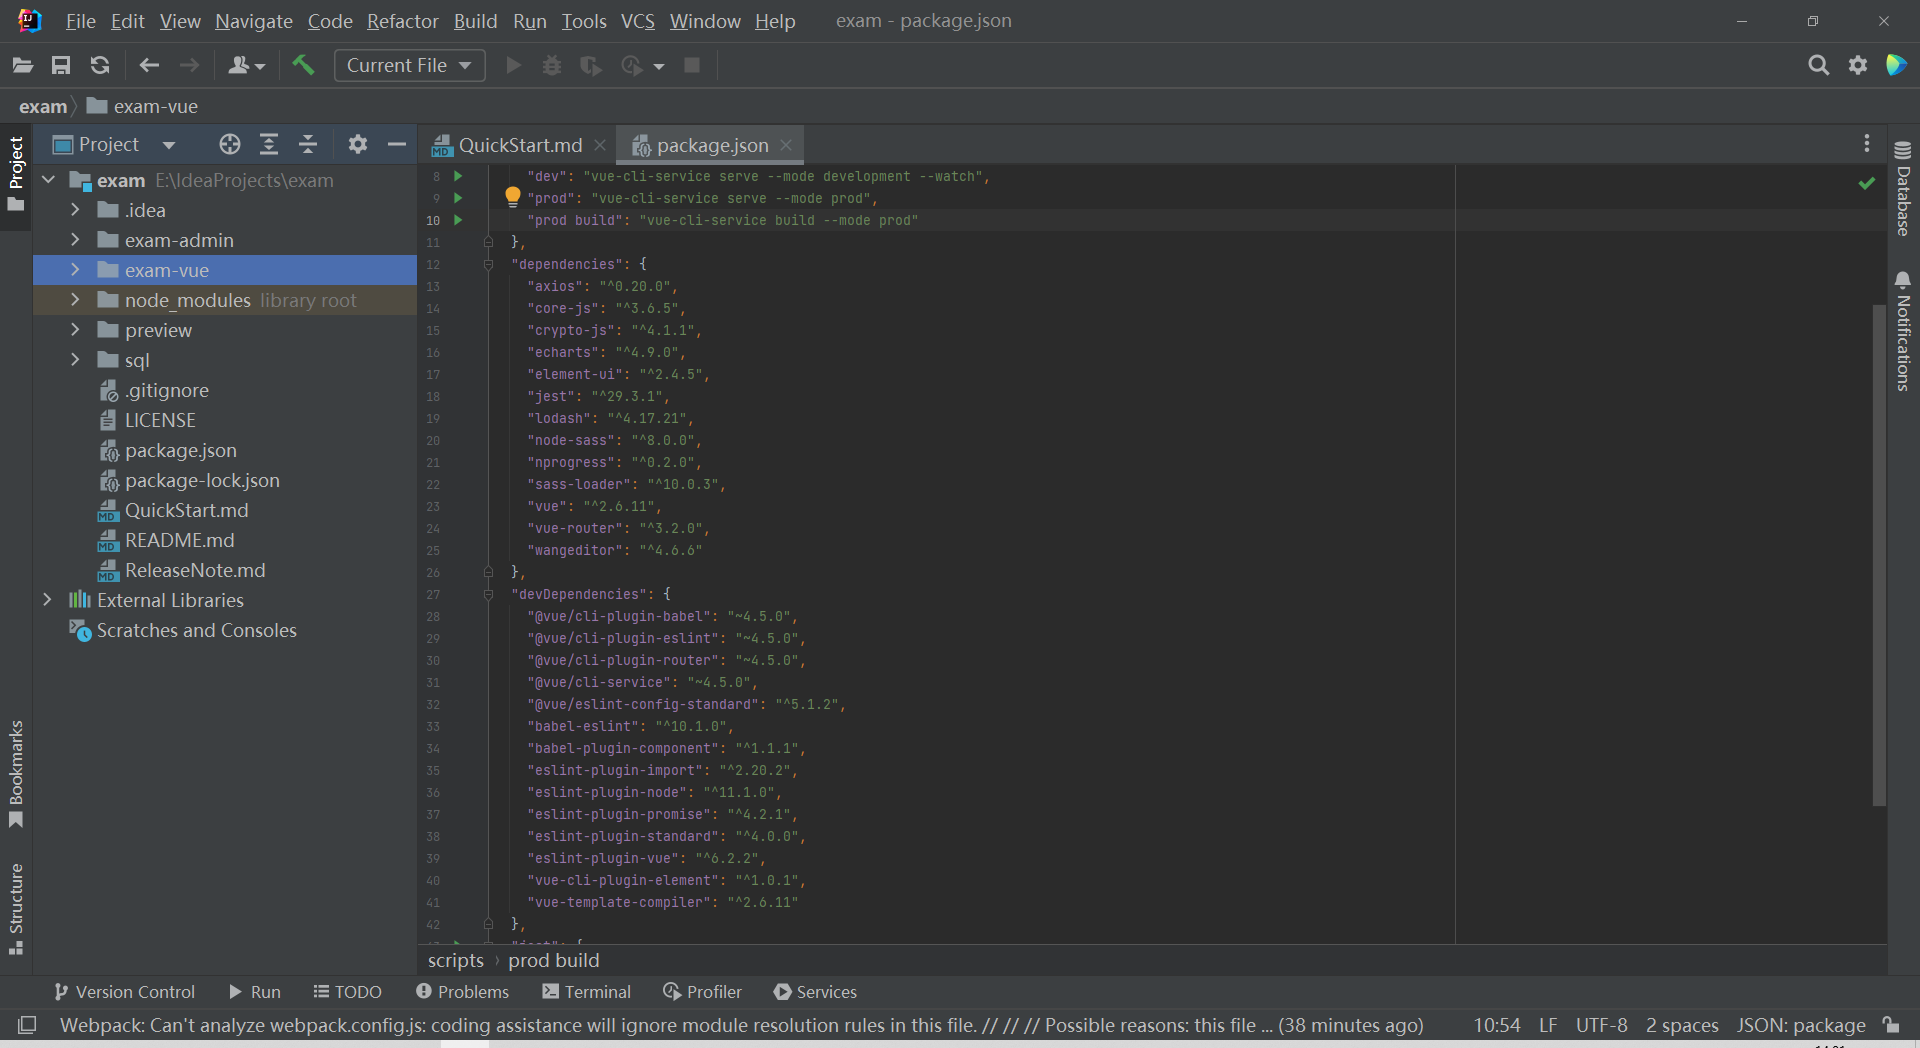 File Edit View Navigate Code Refactor Build Run Tools VCS Window Help exam - package.json
Current File
exam exam-vue
Project
Project
QuickStart.md
package.json
exam E:\IdeaProjects\exam
.idea
exam-admin
exam-vue
node_modules library root
preview
sql
.gitignore
LICENSE
package.json
package-lock.json
QuickStart.md
README.md
ReleaseNote.md
External Libraries
Scratches and Consoles
Bookmarks
Structure
8 "dev": "vue-cli-service serve --mode development --watch",
9 "prod": "vue-cli-service serve --mode prod",
10 "prod build": "vue-cli-service build --mode prod"
11 },
12 "dependencies": {
13 "axios": "^0.20.0",
14 "core-js": "^3.6.5",
15 "crypto-js": "^4.1.1",
16 "echarts": "^4.9.0",
17 "element-ui": "^2.4.5",
18 "jest": "^29.3.1",
19 "lodash": "^4.17.21",
20 "node-sass": "^8.0.0",
21 "nprogress": "^0.2.0",
22 "sass-loader": "^10.0.3",
23 "vue": "^2.6.11",
24 "vue-router": "^3.2.0",
25 "wangeditor": "^4.6.6"
26 },
27 "devDependencies": {
28 "@vue/cli-plugin-babel": "~4.5.0",
29 "@vue/cli-plugin-eslint": "~4.5.0",
30 "@vue/cli-plugin-router": "~4.5.0",
31 "@vue/cli-service": "~4.5.0",
32 "@vue/eslint-config-standard": "^5.1.2",
33 "babel-eslint": "^10.1.0",
34 "babel-plugin-component": "^1.1.1",
35 "eslint-plugin-import": "^2.20.2",
36 "eslint-plugin-node": "^11.1.0",
37 "eslint-plugin-promise": "^4.2.1",
38 "eslint-plugin-standard": "^4.0.0",
39 "eslint-plugin-vue": "^6.2.2",
40 "vue-cli-plugin-element": "^1.0.1",
41 "vue-template-compiler": "^2.6.11"
42 },
Database
Notifications
scripts › prod build
Version Control Run TODO Problems Terminal Profiler Services
Webpack: Can't analyze webpack.config.js: coding assistance will ignore module resolution rules in this file. // // // Possible reasons: this file ... (38 minutes ago) 10:54 LF UTF-8 2 spaces JSON: package